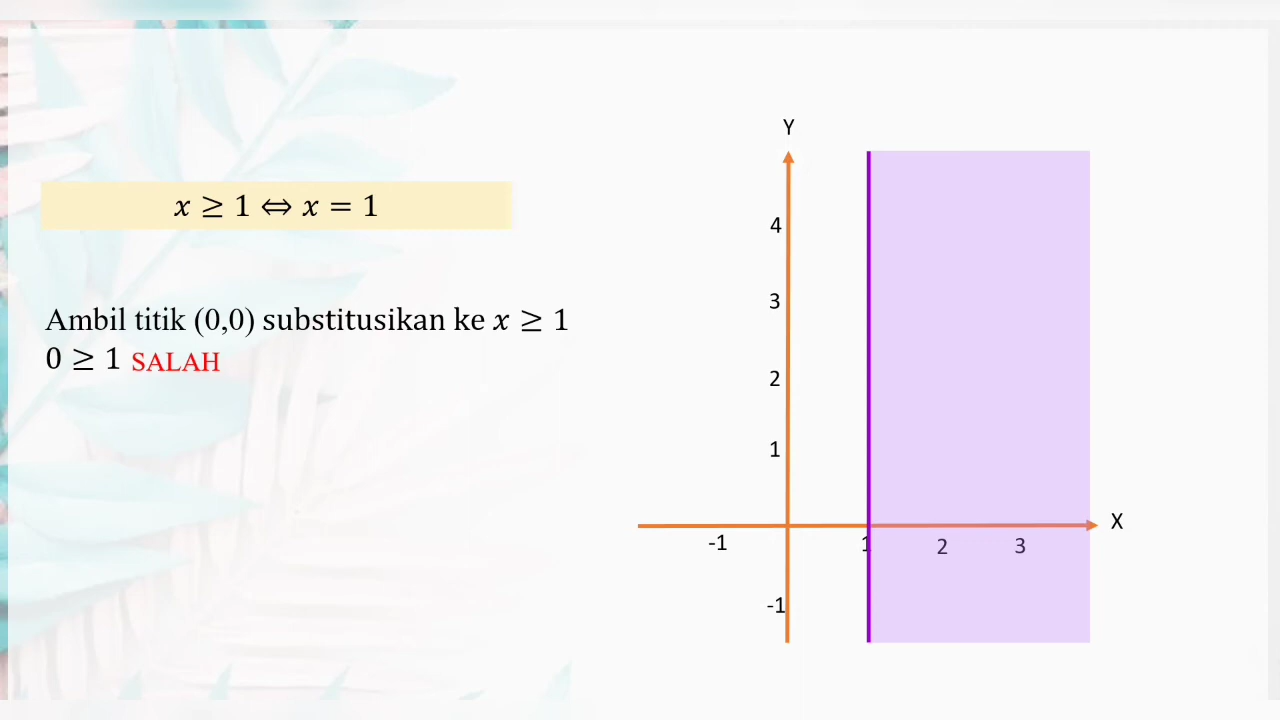 x ≥ 1 ⇔ x = 1
Ambil titik (0,0) substitusikan ke x ≥ 1
0 ≥ 1 SALAH
Y
4
3
2
1
X
-1
1
2
3
-1